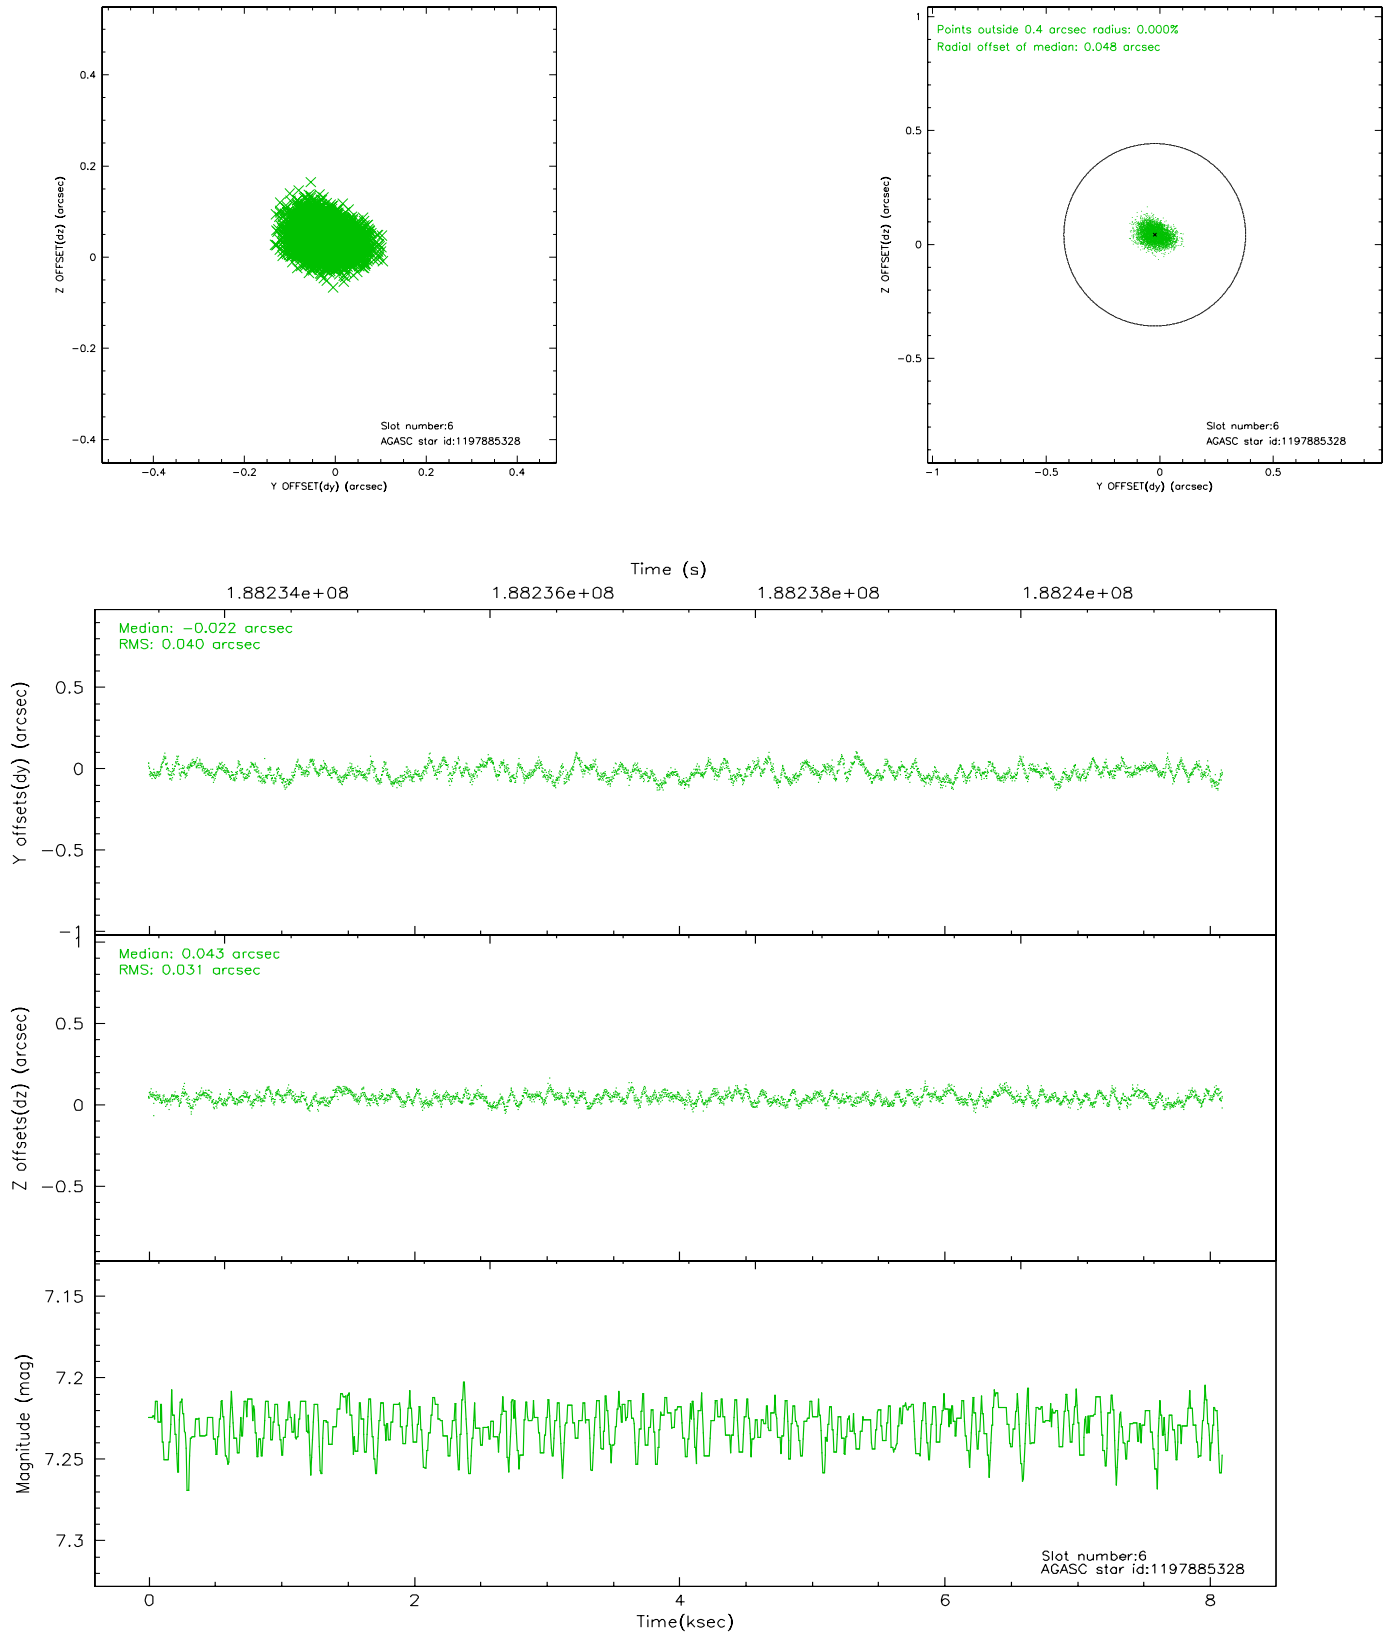 0.4
0.2
0
−0.2
−0.4
−0.4
−0.2
0
0.2
0.4
Z OFFSET(dz) (arcsec)
Y OFFSET(dy) (arcsec)
Slot number:6
AGASC star id:1197885328
Points outside 0.4 arcsec radius: 0.000%
Radial offset of median: 0.048 arcsec
1
0.5
0
−0.5
−1
−0.5
0
0.5
Z OFFSET(dz) (arcsec)
Y OFFSET(dy) (arcsec)
Slot number:6
AGASC star id:1197885328
Time (s)
1.88234e+08
1.88236e+08
1.88238e+08
1.8824e+08
Median: −0.022 arcsec
RMS: 0.040 arcsec
0.5
0
−0.5
−1
Y offsets(dy) (arcsec)
Median: 0.043 arcsec
RMS: 0.031 arcsec
1
0.5
0
−0.5
Z offsets(dz) (arcsec)
7.15
7.2
7.25
7.3
Magnitude (mag)
Slot number:6
AGASC star id:1197885328
0
2
4
6
8
Time(ksec)